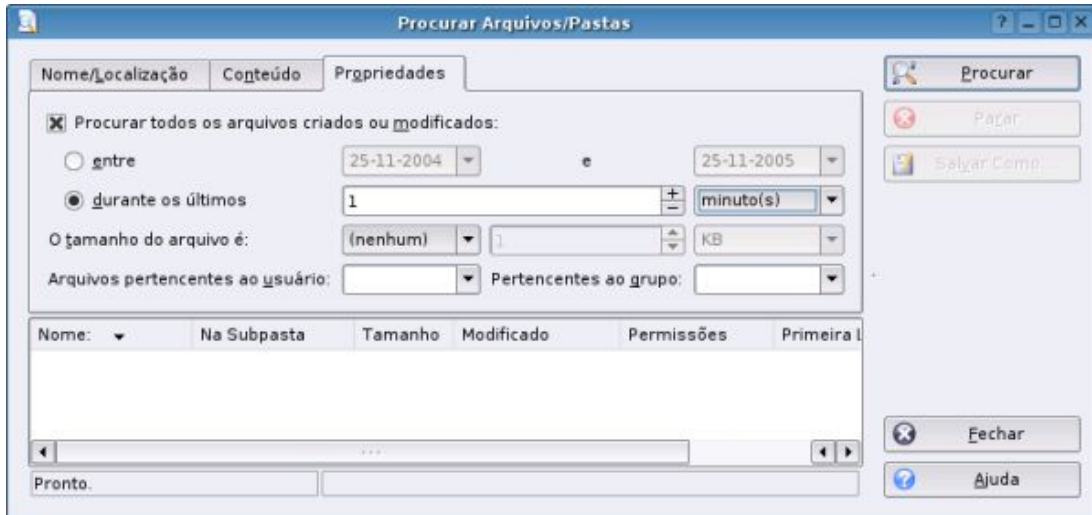 Procurar Arquivos/Pastas
Nome/Localização Conteúdo Propriedades
Procurar todos os arquivos criados ou modificados:
entre 25-11-2004 e 25-11-2005
durante os últimos 1 minuto(s)
O tamanho do arquivo é: (nenhum) 1 KB
Arquivos pertencentes ao usuário: Pertencentes ao grupo:
Nome: Na Subpasta Tamanho Modificado Permissões Primeira L
Pronto.
Procurar
Parar
Salvar Como...
Fechar
Ajuda